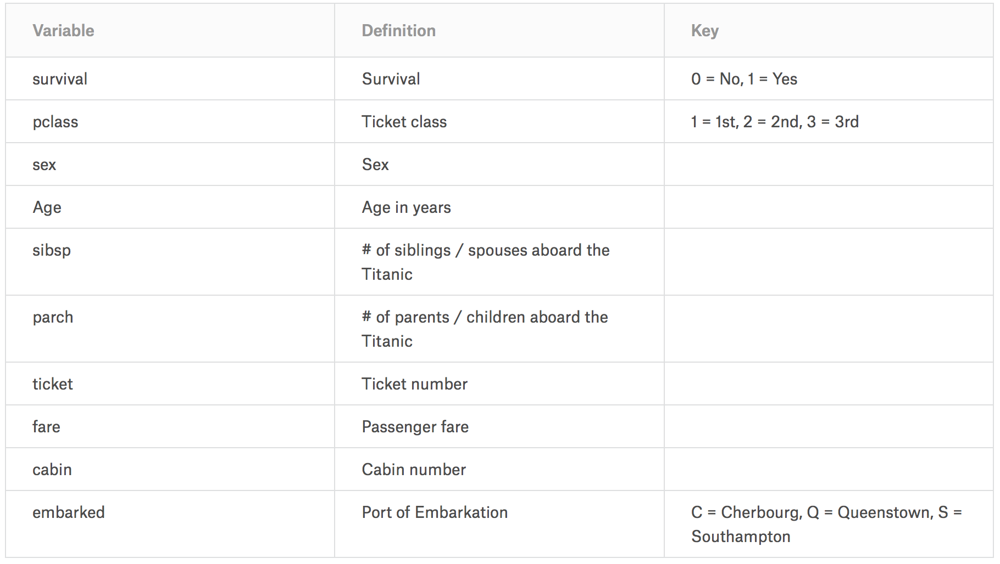 Variable Definition Key
survival Survival 0 = No, 1 = Yes
pclass Ticket class 1 = 1st, 2 = 2nd, 3 = 3rd
sex Sex
Age Age in years
sibsp # of siblings / spouses aboard the
Titanic
parch # of parents / children aboard the
Titanic
ticket Ticket number
fare Passenger fare
cabin Cabin number
embarked Port of Embarkation C = Cherbourg, Q = Queenstown, S =
Southampton